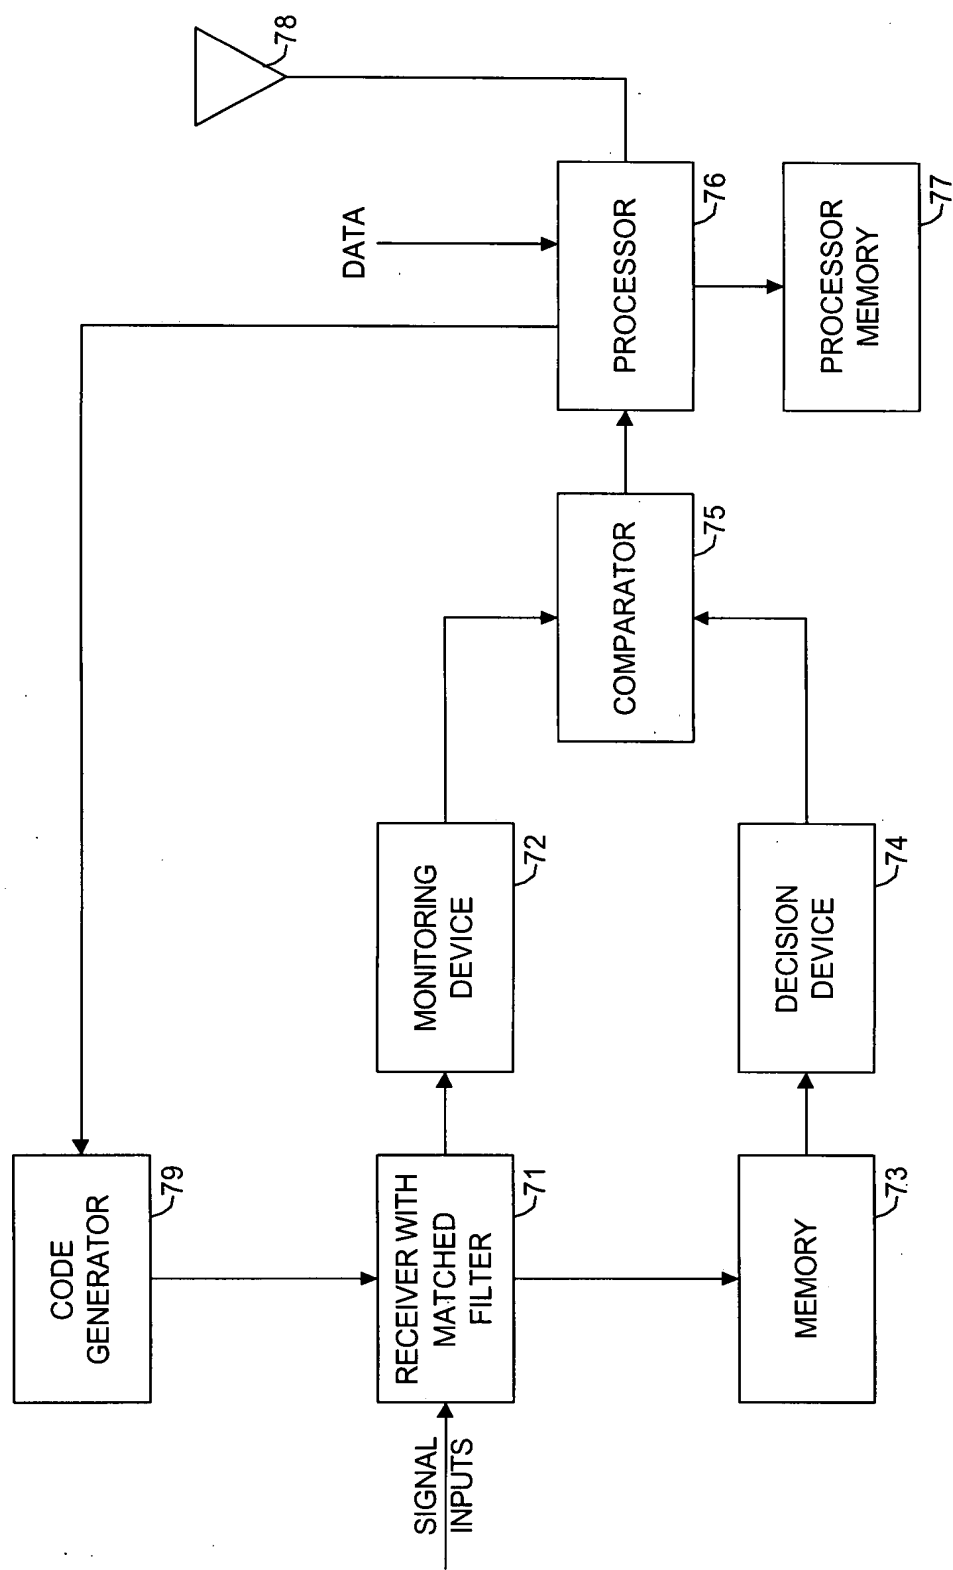 CODE
GENERATOR
79
SIGNAL
INPUTS
RECEIVER WITH
MATCHED
FILTER
71
MONITORING
DEVICE
72
MEMORY
73
DECISION
DEVICE
74
COMPARATOR
75
DATA
PROCESSOR
76
PROCESSOR
MEMORY
77
78